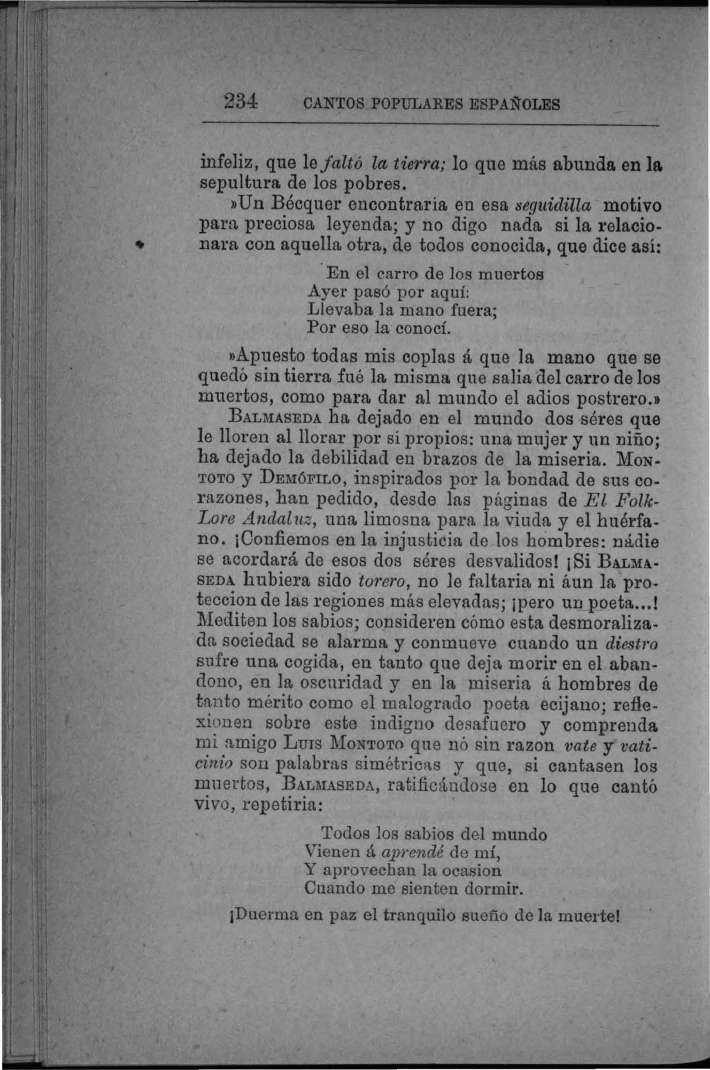 234 CANTOS POPULARES ESPAÑOLES
infeliz, que le faltó la tierra; lo que más abunda en la
sepultura de los pobres.
»Un Bécquer encontraria en esa seguidilla motivo
para preciosa leyenda; y no digo nada si la relacio-
nara con aquella otra, de todos conocida, que dice así:
En el carro de los muertos
Ayer pasó por aquí:
Llevaba la mano fuera;
Por eso la conocí.
»Apuesto todas mis coplas á que la mano que se
quedó sin tierra fué la misma que salia del carro de los
muertos, como para dar al mundo el adios postrero.»
BALMASEDA ha dejado en el mundo dos séres que
le lloren al llorar por sí propios: una mujer y un niño;
ha dejado la debilidad en brazos de la miseria. MON-
TOTO y DEMÓFILO, inspirados por la bondad de sus co-
razones, han pedido, desde las páginas de El Folk-
Lore Andaluz, una limosna para la viuda y el huérfa-
no. ¡Confiemos en la injusticia de los hombres: nádie
se acordará de esos dos séres desvalidos! ¡Si BALMA-
SEDA hubiera sido torero, no le faltaria ni áun la pro-
teccion de las regiones más elevadas; ¡pero un poeta...!
Mediten los sabios; consideren cómo esta desmoraliza-
da sociedad se alarma y conmueve cuando un diestro
sufre una cogida, en tanto que deja morir en el aban-
dono, en la oscuridad y en la miseria á hombres de
tanto mérito como el malogrado poeta ecijano; refle-
xionen sobre este indigno desafuero y comprenda
mi amigo LUIS MONTOTO que nó sin razon vate y vati-
cinio son palabras simétricas y que, si cantasen los
muertos, BALMASEDA, ratificándose en lo que cantó
vivo, repetiria:
Todos los sabios del mundo
Vienen á aprendé de mí,
Y aprovechan la ocasion
Cuando me sienten dormir.
¡Duerma en paz el tranquilo sueño de la muerte!